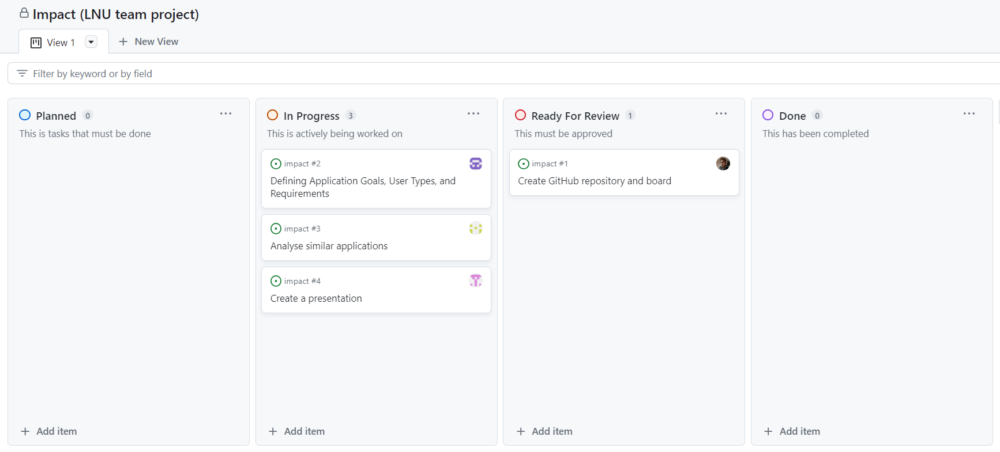 Impact (LNU team project)
View 1
New View
Filter by keyword or by field
Planned 0
This is tasks that must be done
Add item
In Progress 3
This is actively being worked on
impact #2
Defining Application Goals, User Types, and
Requirements
impact #3
Analyse similar applications
impact #4
Create a presentation
Add item
Ready For Review 1
This must be approved
impact #1
Create GitHub repository and board
Add item
Done 0
This has been completed
Add item